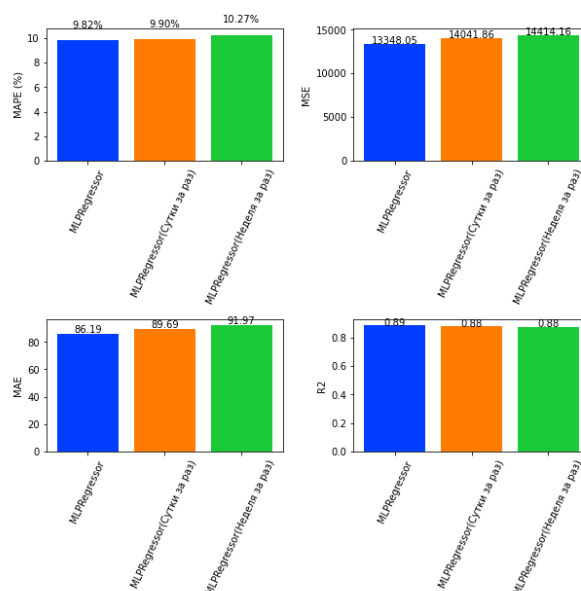 9.82%
9.90%
10.27%
10
8
6
4
2
0
MAPE (%)
MLPRegressor
MLPRegressor(Сутки за раз)
MLPRegressor(Неделя за раз)
13348.05
14041.86
14414.16
15000
10000
5000
0
MSE
MLPRegressor
MLPRegressor(Сутки за раз)
MLPRegressor(Неделя за раз)
86.19
89.69
91.97
80
60
40
20
0
MAE
MLPRegressor
MLPRegressor(Сутки за раз)
MLPRegressor(Неделя за раз)
0.89
0.88
0.88
0.8
0.6
0.4
0.2
0.0
R2
MLPRegressor
MLPRegressor(Сутки за раз)
MLPRegressor(Неделя за раз)